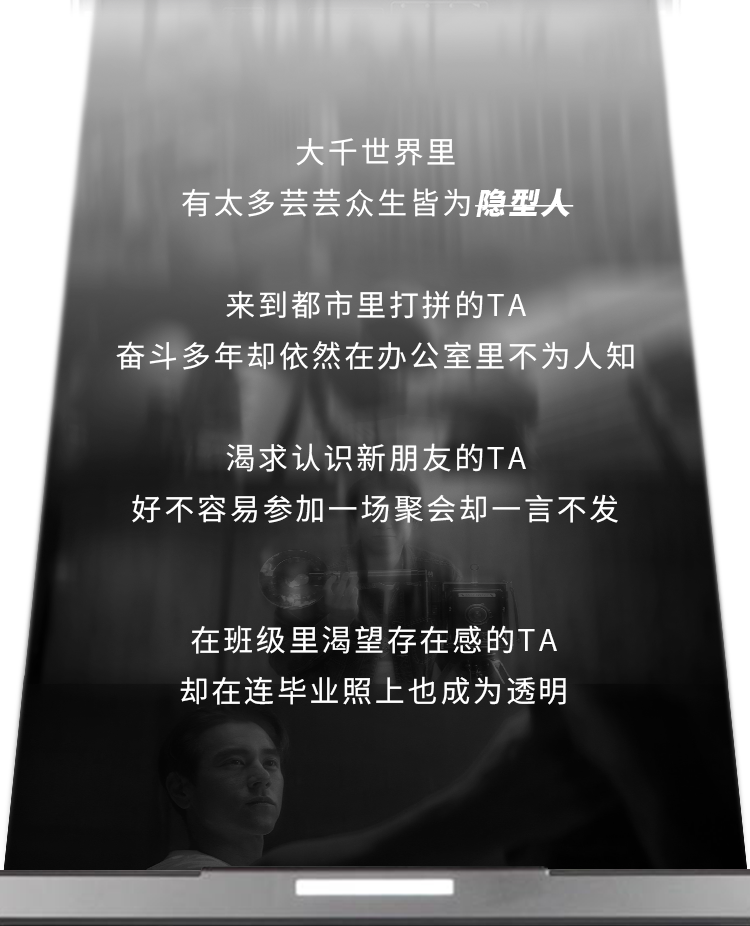 大千世界里
有太多芸芸众生皆为隐型人
来到都市里打拼的TA
奋斗多年却依然在办公室里不为人知
渴求认识新朋友的TA
好不容易参加一场聚会却一言不发
在班级里渴望存在感的TA
却在连毕业照上也成为透明